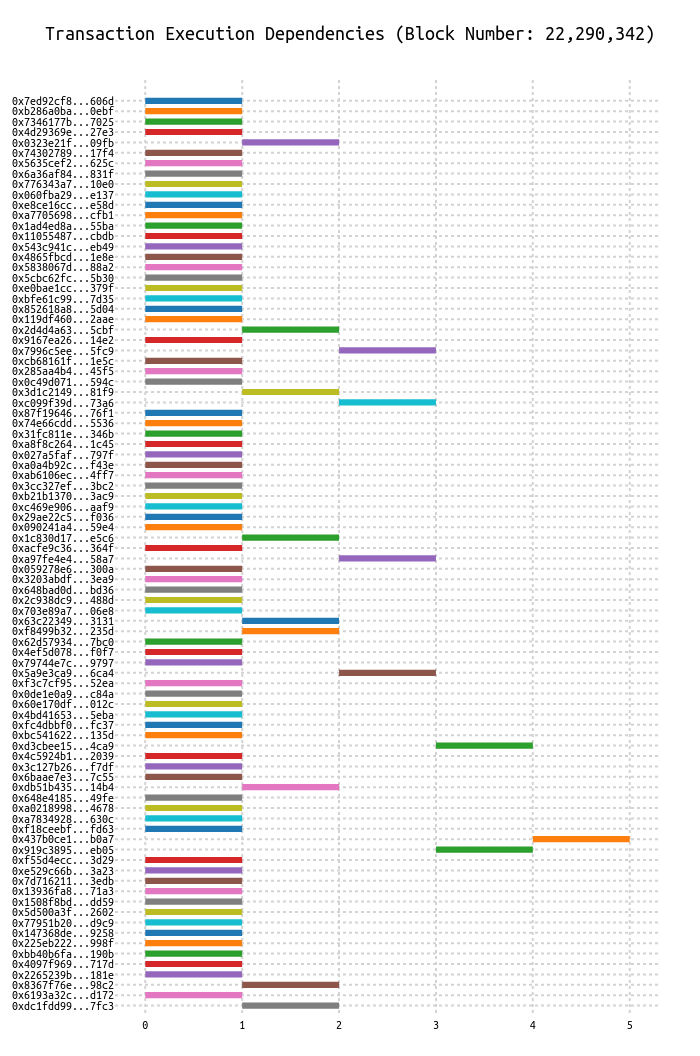 Transaction Execution Dependencies (Block Number: 22,290,342)
0x7ed92cf8...606d
0xb286a0ba...0ebf
0x7346177b...7025
0x4d29369e...27e3
0x0323e21f...09fb
0x74302789...17f4
0x5635cef2...625c
0x6a36af84...831f
0x776343a7...10e0
0x060fba29...e137
0xe8ce16cc...e58d
0xa7705698...cfb1
0x1ad4ed8a...55ba
0x11055487...cbdb
0x543c941c...eb49
0x4865fbcd...1e8e
0x5838067d...88a2
0x5cbc62fc...5b30
0xe0bae1cc...379f
0xbfe61c99...7d35
0x852618a8...5d04
0x119df460...2aae
0x2d4d4a63...5cbf
0x9167ea26...14e2
0x7996c5ee...5fc9
0xcb68161f...1e5c
0x285aa4b4...45f5
0x0c49d071...594c
0x3d1c2149...81f9
0xc099f39d...73a6
0x87f19646...76f1
0x74e66cdd...5536
0x31fc811e...346b
0xa8f8c264...1c45
0x027a5faf...797f
0xa0a4b92c...f43e
0xab6106ec...4ff7
0x3cc327ef...3bc2
0xb21b1370...3ac9
0xc469e906...aaf9
0x29ae22c5...f036
0x090241a4...59e4
0x1c830d17...e5c6
0xacfe9c36...364f
0xa97fe4e4...58a7
0x059278e6...300a
0x3203abdf...3ea9
0x648bad0d...bd36
0x2c938dc9...488d
0x703e89a7...06e8
0x63c22349...3131
0xf8499b32...235d
0x62d57934...7bc0
0x4ef5d078...f0f7
0x79744e7c...9797
0x5a9e3ca9...6ca4
0xf3c7cf95...52ea
0x0de1e0a9...c84a
0x60e170df...012c
0x4bd41653...5eba
0xfc4dbbf0...fc37
0xbc541622...135d
0xd3cbee15...4ca9
0x4c5924b1...2039
0x3c127b26...f7df
0x6baae7e3...7c55
0xdb51b435...14b4
0x648e4185...49fe
0xa0218998...4678
0xa7834928...630c
0xf18ceebf...fd63
0x437b0ce1...b0a7
0x919c3895...eb05
0xf55d4ecc...3d29
0xe529c66b...3a23
0x7d716211...3edb
0x13936fa8...71a3
0x1508f8bd...dd59
0x5d500a3f...2602
0x77951b20...d9c9
0x147368de...9258
0x225eb222...998f
0xbb40b6fa...190b
0x4097f969...717d
0x2265239b...181e
0x8367f76e...98c2
0x6193a32c...d172
0xdc1fdd99...7fc3
0 1 2 3 4 5